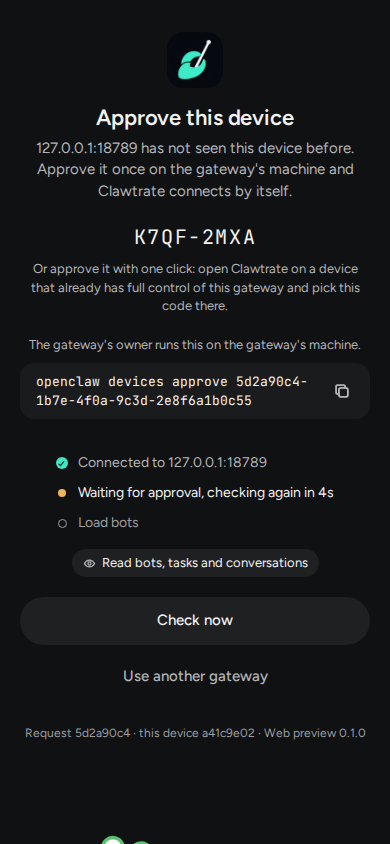 Approve this device
127.0.0.1:18789 has not seen this device before.
Approve it once on the gateway's machine and
Clawtrate connects by itself.
K7QF-2MXA
Or approve it with one click: open Clawtrate on a device
that already has full control of this gateway and pick this
code there.
The gateway's owner runs this on the gateway's machine.
openclaw devices approve 5d2a90c4-
1b7e-4f0a-9c3d-2e8f6a1b0c55
Connected to 127.0.0.1:18789
Waiting for approval, checking again in 4s
Load bots
Read bots, tasks and conversations
Check now
Use another gateway
Request 5d2a90c4 · this device a41c9e02 · Web preview 0.1.0